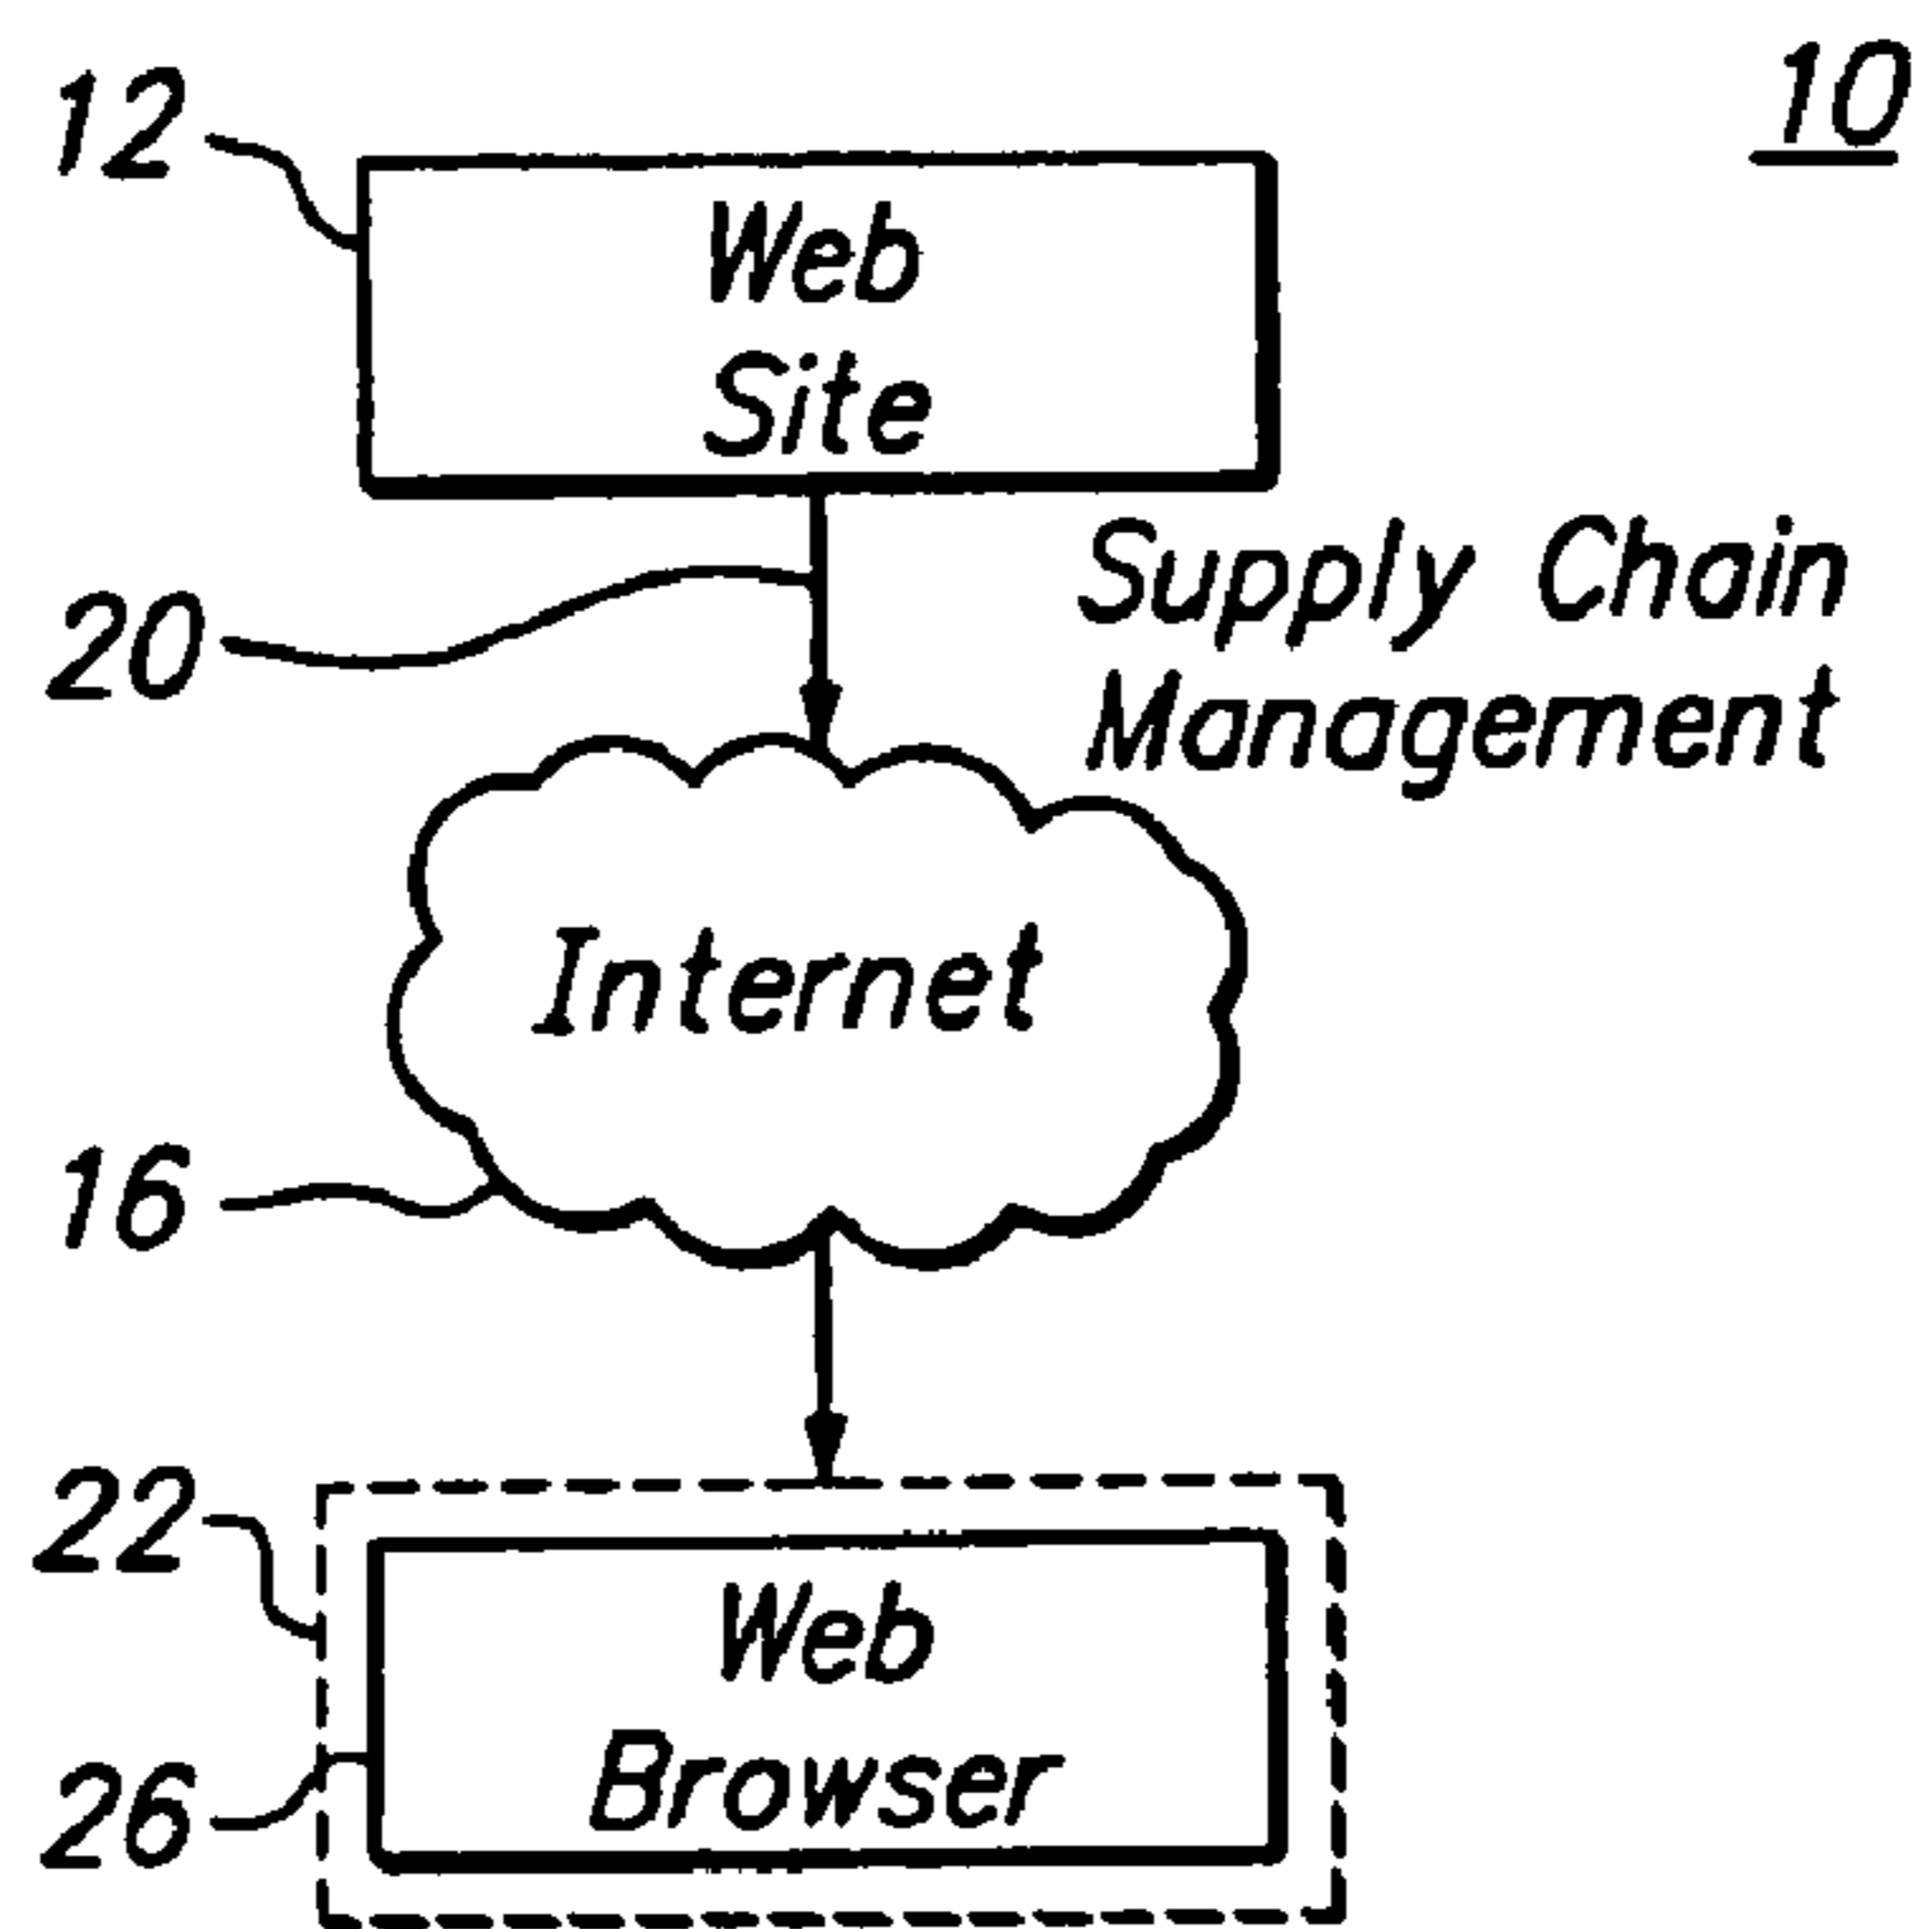 12
10
Web
Site
20
Supply Chain
Management
Internet
16
22
Web
Browser
26